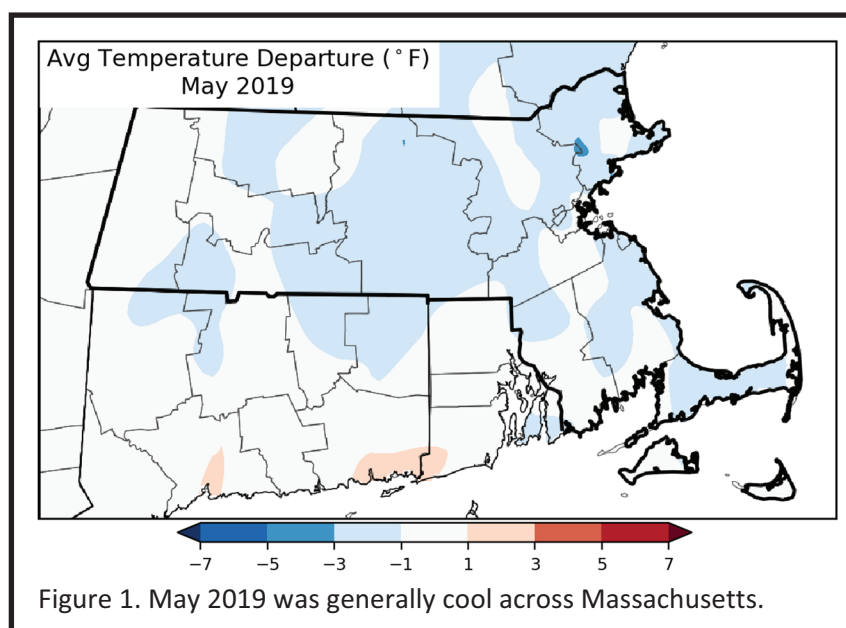 Avg Temperature Departure (°F)
May 2019
−7 −5 −3 −1 1 3 5 7
Figure 1. May 2019 was generally cool across Massachusetts.